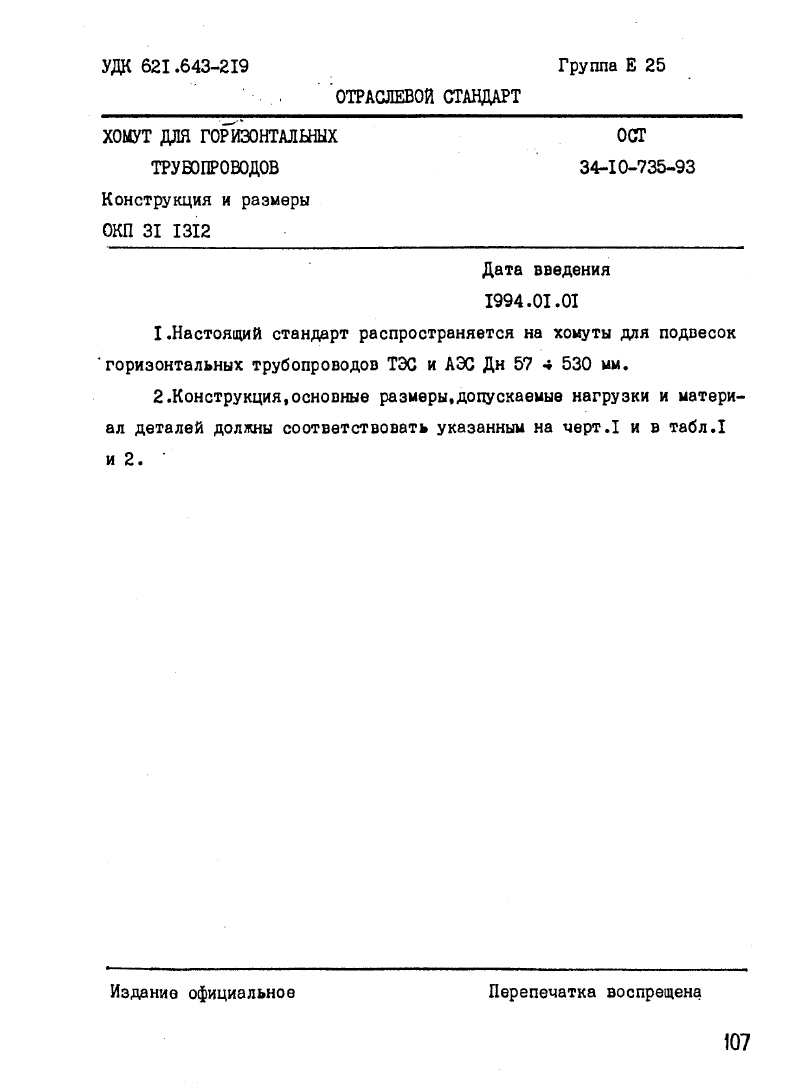 УДК 621.643-219 Группа Е 25
ОТРАСЛЕВОЙ СТАНДАРТ
ХОМУТ ДЛЯ ГОРИЗОНТАЛЬНЫХ ОСТ
ТРУБОПРОВОДОВ 34-10-735-93
Конструкция и размеры
ОКП 31 1312
Дата введения
1994.01.01
1.Настоящий стандарт распространяется на хомуты для подвесок
горизонтальных трубопроводов ТЭС и АЭС Дн 57 ÷ 530 мм.
2.Конструкция,основные размеры,допускаемые нагрузки и матери-
ал деталей должны соответствовать указанным на черт.1 и в табл.1
и 2.
Издание официальное Перепечатка воспрещена
107